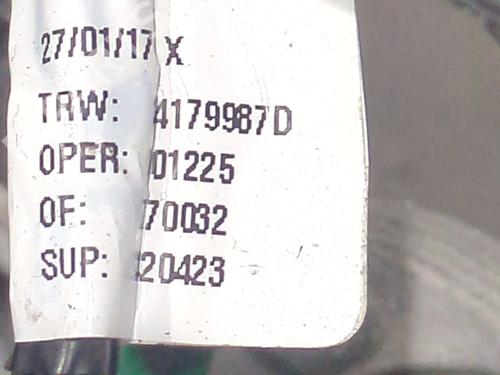 27/01/17 X
TRW: 4179987D
OPER: 01225
OF: 70032
SUP: 20423